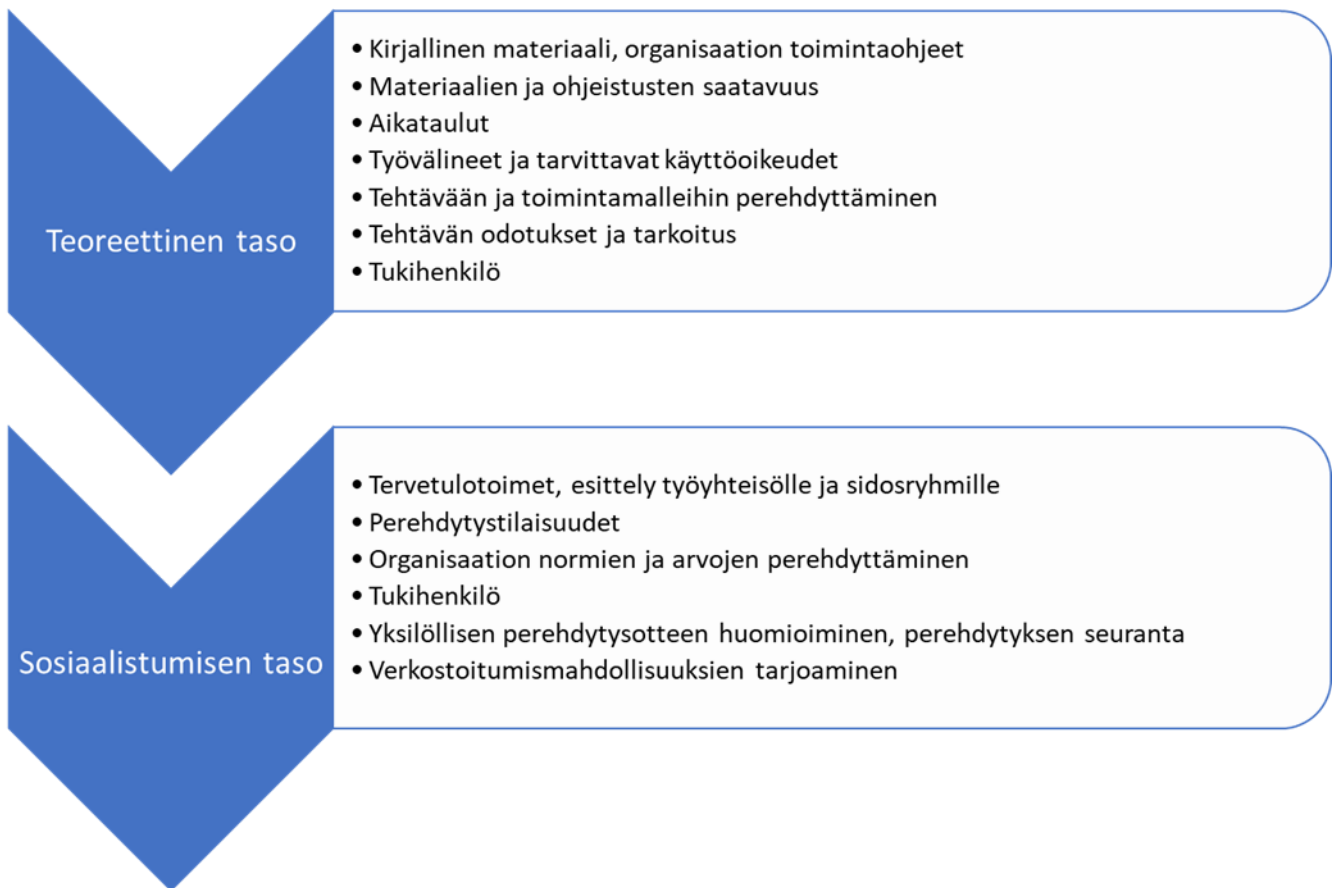 Teoreettinen taso
• Kirjallinen materiaali, organisaation toimintaohjeet
• Materiaalien ja ohjeistusten saatavuus
• Aikataulut
• Työvälineet ja tarvittavat käyttöoikeudet
• Tehtävään ja toimintamalleihin perehdyttäminen
• Tehtävän odotukset ja tarkoitus
• Tukihenkilö
Sosiaalistumisen taso
• Tervetulotoimet, esittely työyhteisölle ja sidosryhmille
• Perehdytystilaisuudet
• Organisaation normien ja arvojen perehdyttäminen
• Tukihenkilö
• Yksilöllisen perehdytysotteen huomioiminen, perehdytyksen seuranta
• Verkostoitumismahdollisuuksien tarjoaminen